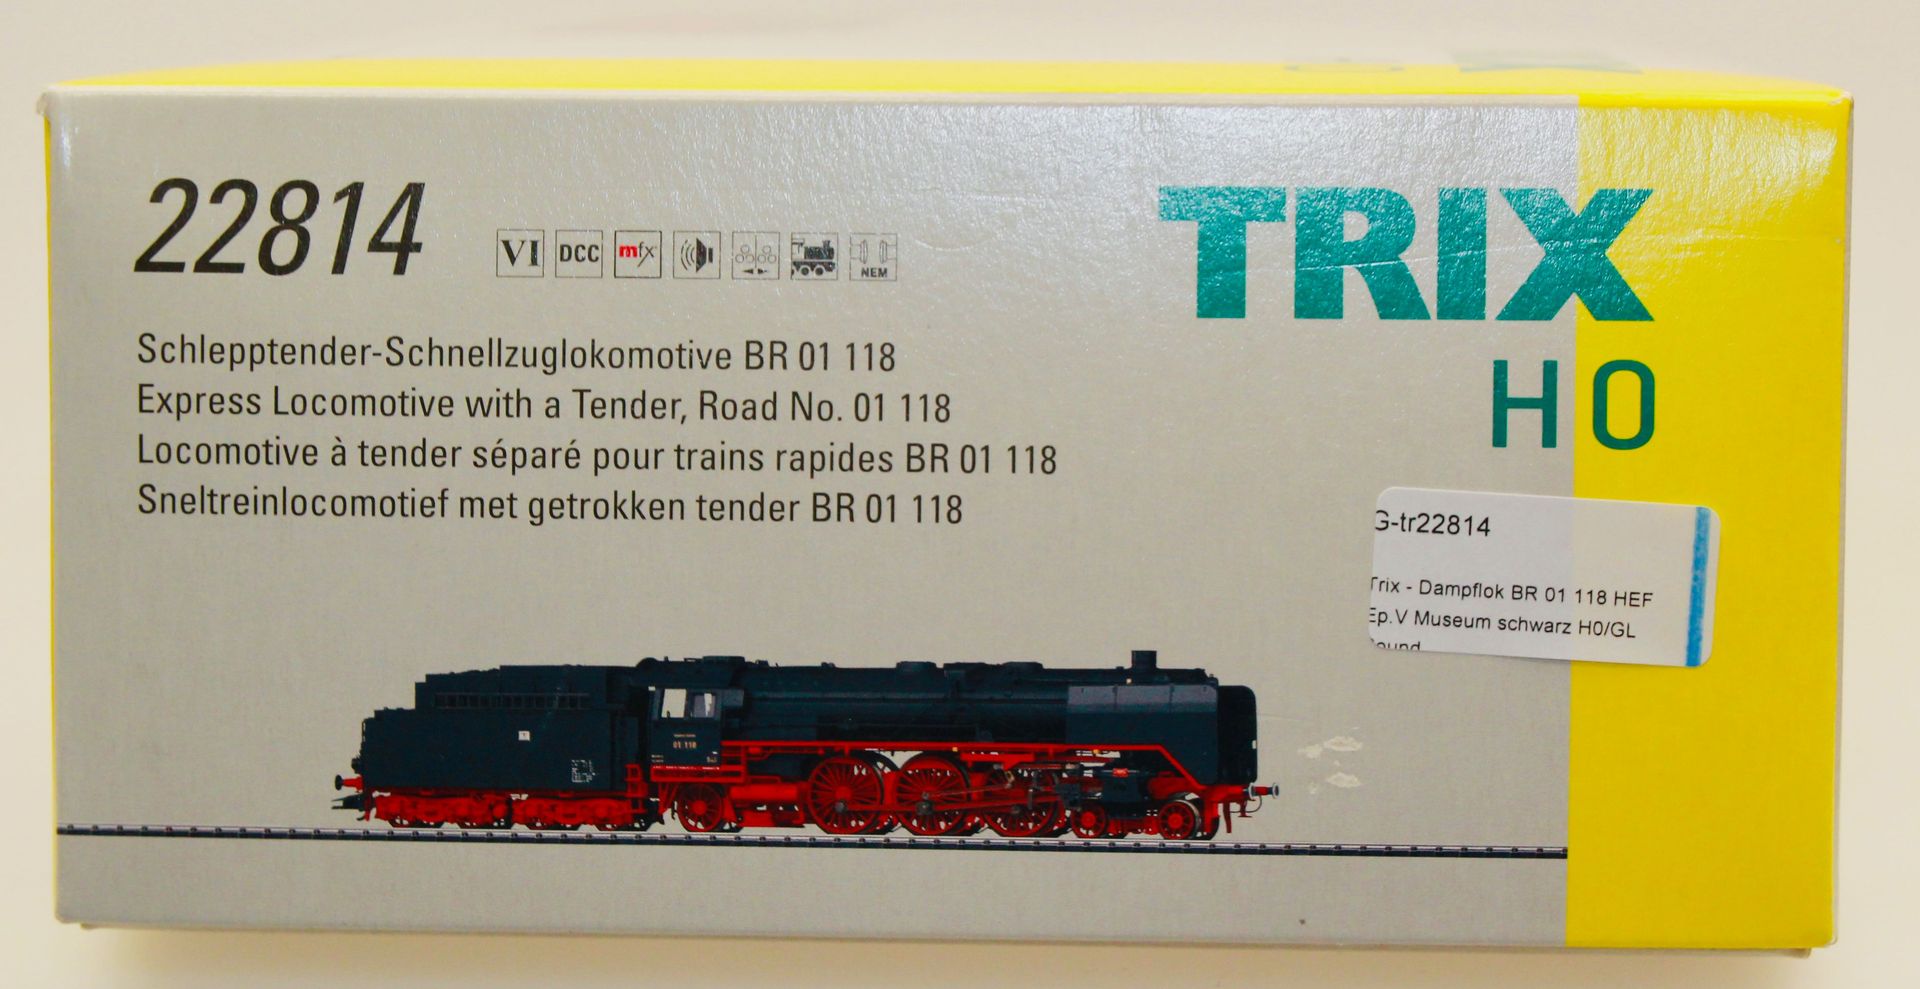 22814
VI DCC mfx NEM
TRIX
H0
Schlepptender-Schnellzuglokomotive BR 01 118
Express Locomotive with a Tender, Road No. 01 118
Locomotive à tender séparé pour trains rapides BR 01 118
Sneltreinlocomotief met getrokken tender BR 01 118
G-tr22814
Trix - Dampflok BR 01 118 HEF
Ep.V Museum schwarz H0/GL
01 118